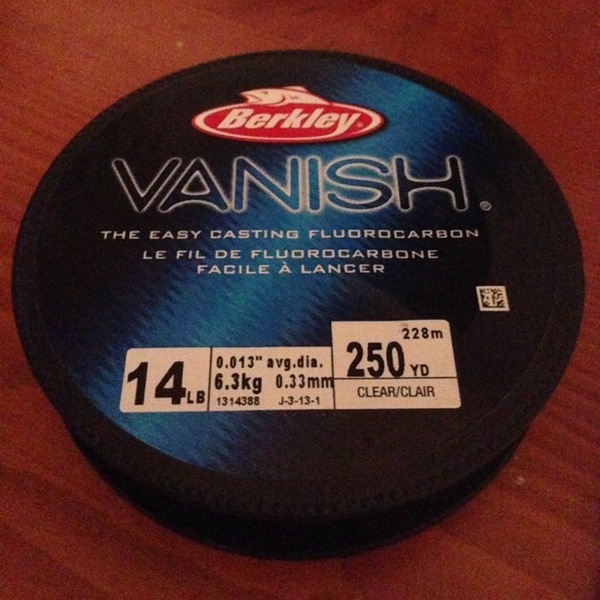 Berkley
VANISH®
THE EASY CASTING FLUOROCARBON
LE FIL DE FLUOROCARBONE
FACILE À LANCER
14LB
0.013" avg.dia.
6.3kg 0.33mm
1314388 J-3-13-1
228m
250YD
CLEAR/CLAIR